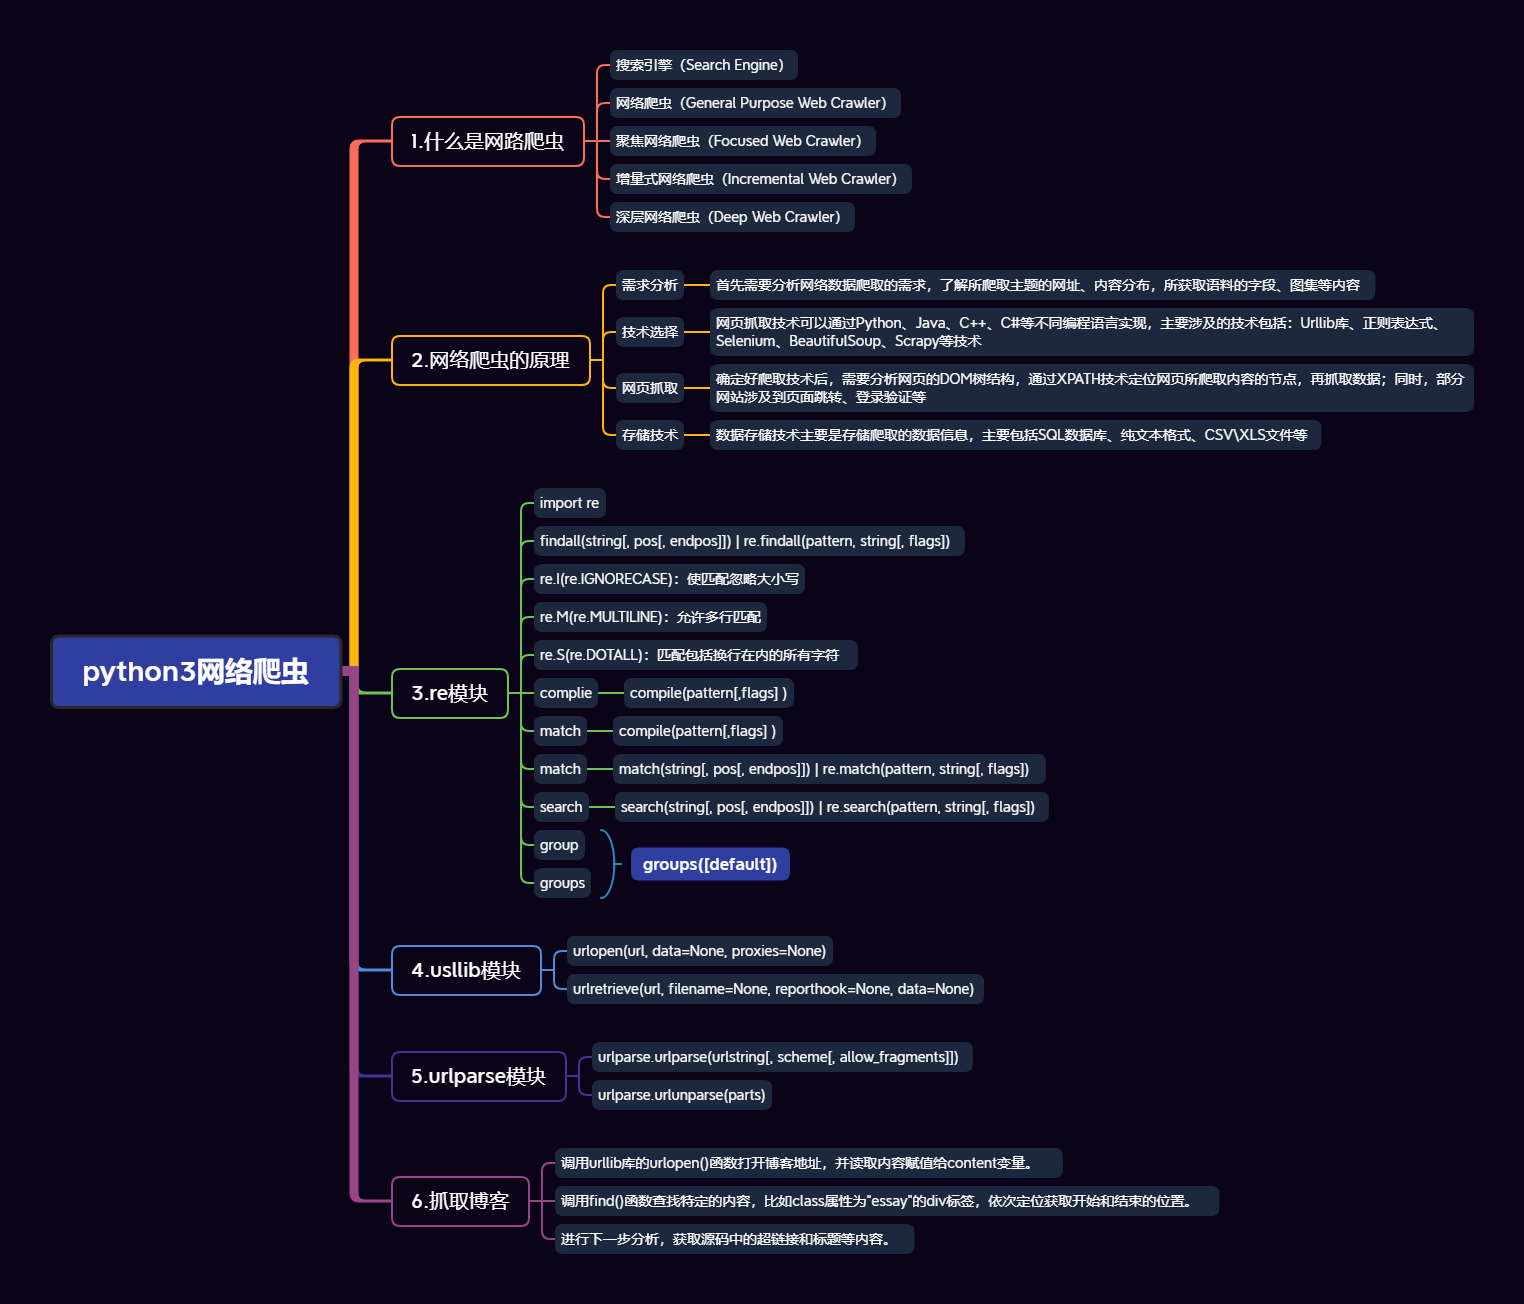 python3网络爬虫
1.什么是网路爬虫
搜索引擎（Search Engine）
网络爬虫（General Purpose Web Crawler）
聚焦网络爬虫（Focused Web Crawler）
增量式网络爬虫（Incremental Web Crawler）
深层网络爬虫（Deep Web Crawler）
2.网络爬虫的原理
需求分析
首先需要分析网络数据爬取的需求，了解所爬取主题的网址、内容分布，所获取语料的字段、图集等内容
技术选择
网页抓取技术可以通过Python、Java、C++、C#等不同编程语言实现，主要涉及的技术包括：Urllib库、正则表达式、
Selenium、BeautifulSoup、Scrapy等技术
网页抓取
确定好爬取技术后，需要分析网页的DOM树结构，通过XPATH技术定位网页所爬取内容的节点，再抓取数据；同时，部分
网站涉及到页面跳转、登录验证等
存储技术
数据存储技术主要是存储爬取的数据信息，主要包括SQL数据库、纯文本格式、CSV\XLS文件等
3.re模块
import re
findall(string[, pos[, endpos]]) | re.findall(pattern, string[, flags])
re.I(re.IGNORECASE)：使匹配忽略大小写
re.M(re.MULTILINE)：允许多行匹配
re.S(re.DOTALL)：匹配包括换行在内的所有字符
complie
compile(pattern[,flags] )
match
compile(pattern[,flags] )
match
match(string[, pos[, endpos]]) | re.match(pattern, string[, flags])
search
search(string[, pos[, endpos]]) | re.search(pattern, string[, flags])
group
groups
groups([default])
4.usllib模块
urlopen(url, data=None, proxies=None)
urlretrieve(url, filename=None, reporthook=None, data=None)
5.urlparse模块
urlparse.urlparse(urlstring[, scheme[, allow_fragments]])
urlparse.urlunparse(parts)
6.抓取博客
调用urllib库的urlopen()函数打开博客地址，并读取内容赋值给content变量。
调用find()函数查找特定的内容，比如class属性为"essay"的div标签，依次定位获取开始和结束的位置。
进行下一步分析，获取源码中的超链接和标题等内容。